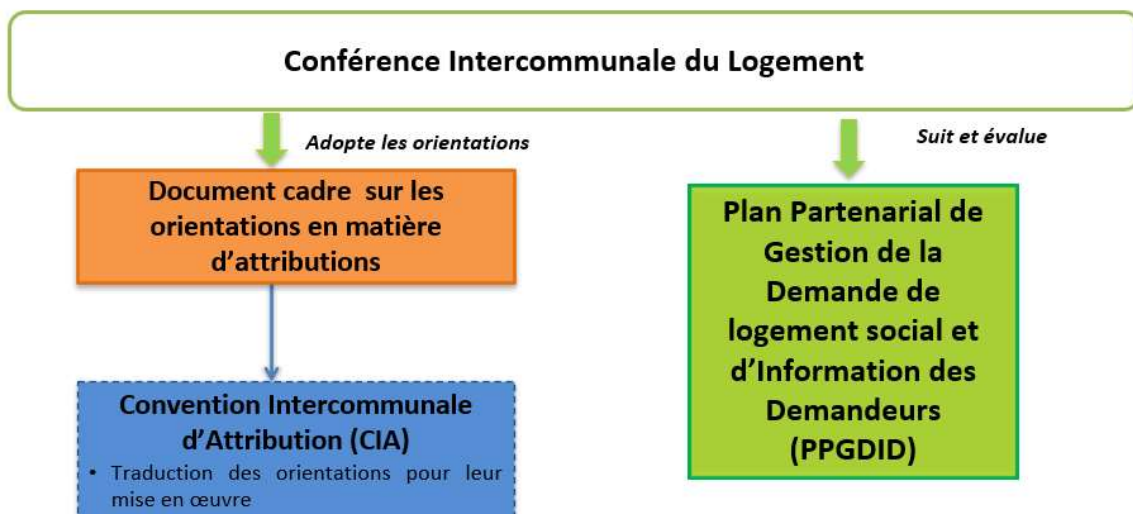 Conférence Intercommunale du Logement
Adopte les orientations
Suit et évalue
Document cadre sur les
orientations en matière
d'attributions
Plan Partenarial de
Gestion de la
Demande de
logement social et
d'Information des
Demandeurs
(PPGDID)
Convention Intercommunale
d'Attribution (CIA)
• Traduction des orientations pour leur
mise en œuvre